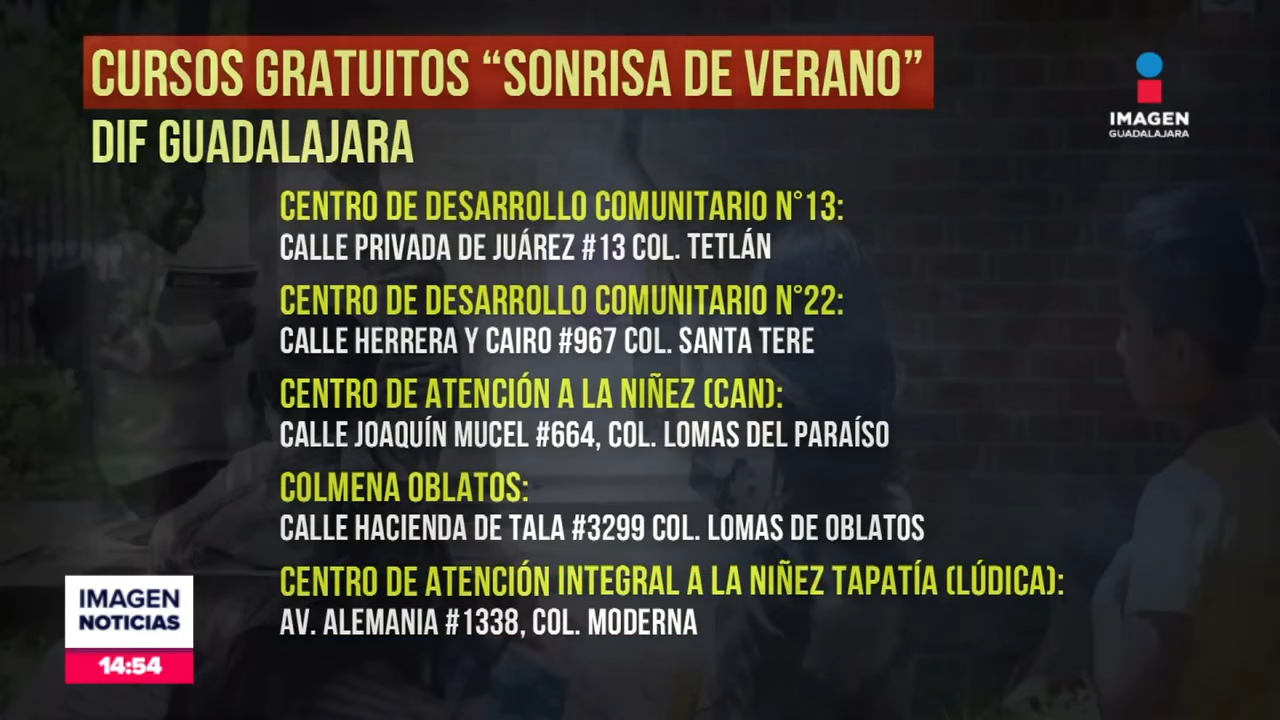 CURSOS GRATUITOS “SONRISA DE VERANO”
DIF GUADALAJARA
IMAGEN
GUADALAJARA
CENTRO DE DESARROLLO COMUNITARIO N°13:
CALLE PRIVADA DE JUÁREZ #13 COL. TETLÁN
CENTRO DE DESARROLLO COMUNITARIO N°22:
CALLE HERRERA Y CAIRO #967 COL. SANTA TERE
CENTRO DE ATENCIÓN A LA NIÑEZ (CAN):
CALLE JOAQUÍN MUCEL #664, COL. LOMAS DEL PARAÍSO
COLMENA OBLATOS:
CALLE HACIENDA DE TALA #3299 COL. LOMAS DE OBLATOS
CENTRO DE ATENCIÓN INTEGRAL A LA NIÑEZ TAPATÍA (LÚDICA):
AV. ALEMANIA #1338, COL. MODERNA
IMAGEN
NOTICIAS
14:54